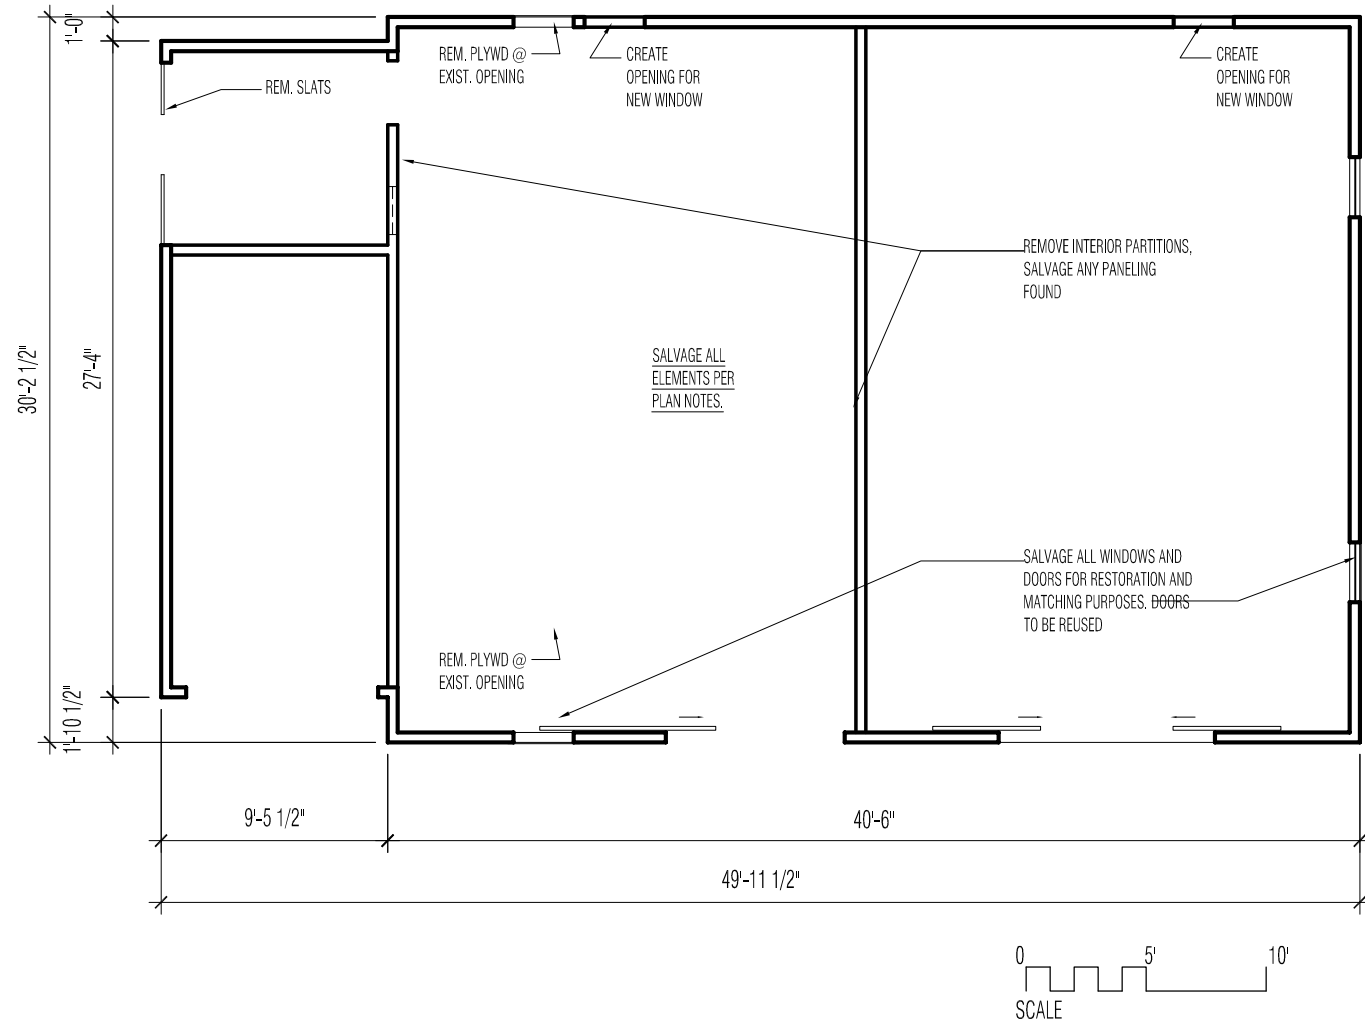 1'-0"
REM. PLYWD @
EXIST. OPENING
CREATE
OPENING FOR
NEW WINDOW
CREATE
OPENING FOR
NEW WINDOW
REM. SLATS
REMOVE INTERIOR PARTITIONS,
SALVAGE ANY PANELING
FOUND
30'-2 1/2"
27'-4"
SALVAGE ALL
ELEMENTS PER
PLAN NOTES.
SALVAGE ALL WINDOWS AND
DOORS FOR RESTORATION AND
MATCHING PURPOSES. DOORS
TO BE REUSED
REM. PLYWD @
EXIST. OPENING
1'-10 1/2"
9'-5 1/2"
40'-6"
49'-11 1/2"
0 5' 10'
SCALE